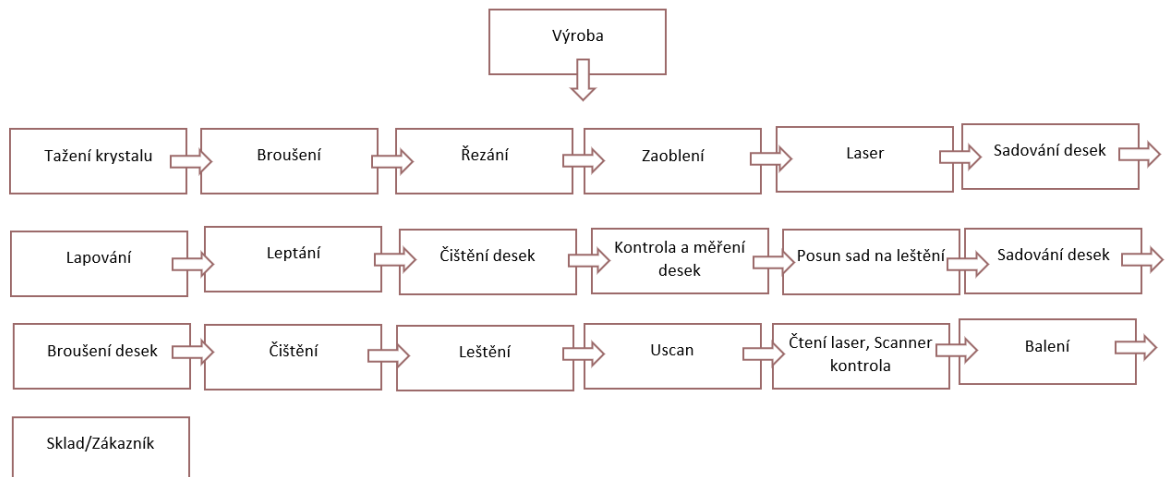 Výroba
Tažení krystalu
Broušení
Řezání
Zaoblení
Laser
Sadování desek
Lapování
Leptání
Čištění desek
Kontrola a měření
desek
Posun sad na leštění
Sadování desek
Broušení desek
Čištění
Leštění
Uscan
Čtení laser, Scanner
kontrola
Balení
Sklad/Zákazník